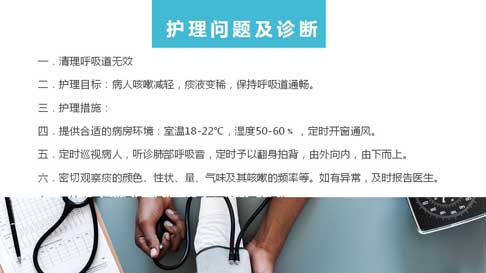 护理问题及诊断
一．清理呼吸道无效
二．护理目标：病人咳嗽减轻，痰液变稀，保持呼吸道通畅。
三．护理措施：
四．提供合适的病房环境：室温18-22℃，湿度50-60﹪，定时开窗通风。
五．定时巡视病人，听诊肺部呼吸音，定时予以翻身拍背，由外向内，由下而上。
六．密切观察痰的颜色、性状、量、气味及其咳嗽的频率等。如有异常，及时报告医生。